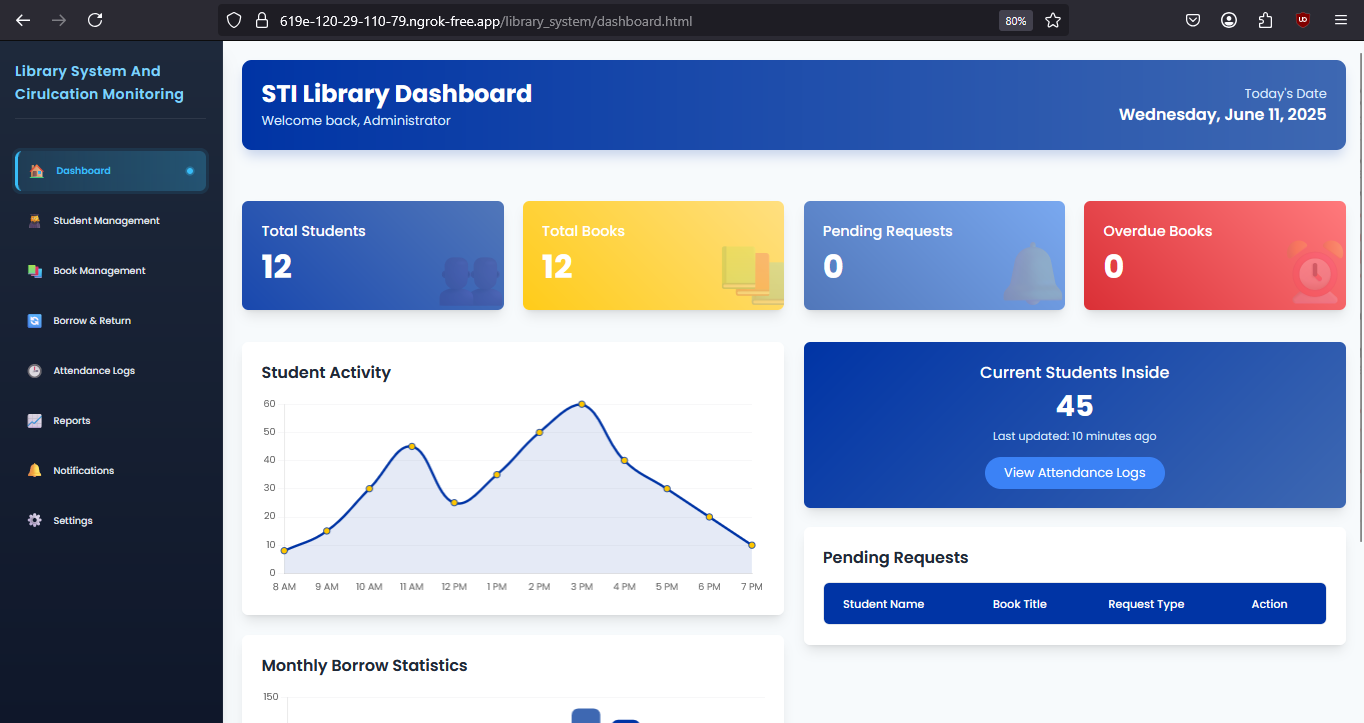 619e-120-29-110-79.ngrok-free.app/library_system/dashboard.html
80%
Library System And
Cirulcation Monitoring
Dashboard
Student Management
Book Management
Borrow & Return
Attendance Logs
Reports
Notifications
Settings
STI Library Dashboard
Welcome back, Administrator
Today's Date
Wednesday, June 11, 2025
Total Students
12
Total Books
12
Pending Requests
0
Overdue Books
0
Student Activity
60
50
40
30
20
10
0
8 AM 9 AM 10 AM 11 AM 12 PM 1 PM 2 PM 3 PM 4 PM 5 PM 6 PM 7 PM
Current Students Inside
45
Last updated: 10 minutes ago
View Attendance Logs
Pending Requests
Student Name Book Title Request Type Action
Monthly Borrow Statistics
150